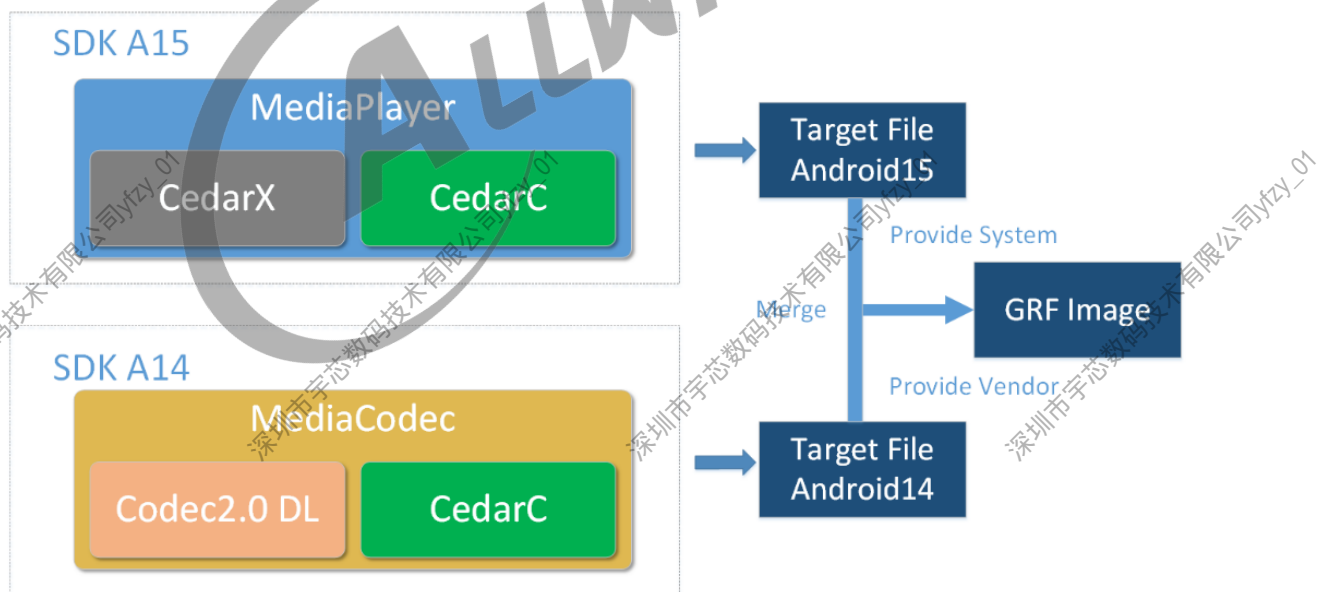 SDK A15
MediaPlayer
CedarX
CedarC
Target File
Android15
Provide System
Merge
GRF Image
Provide Vendor
SDK A14
MediaCodec
Codec2.0 DL
CedarC
Target File
Android14
深圳市宇芯数码技术有限公司yfzy_01
深圳市宇芯数码技术有限公司yfzy_01
深圳市宇芯数码技术有限公司yfzy_01